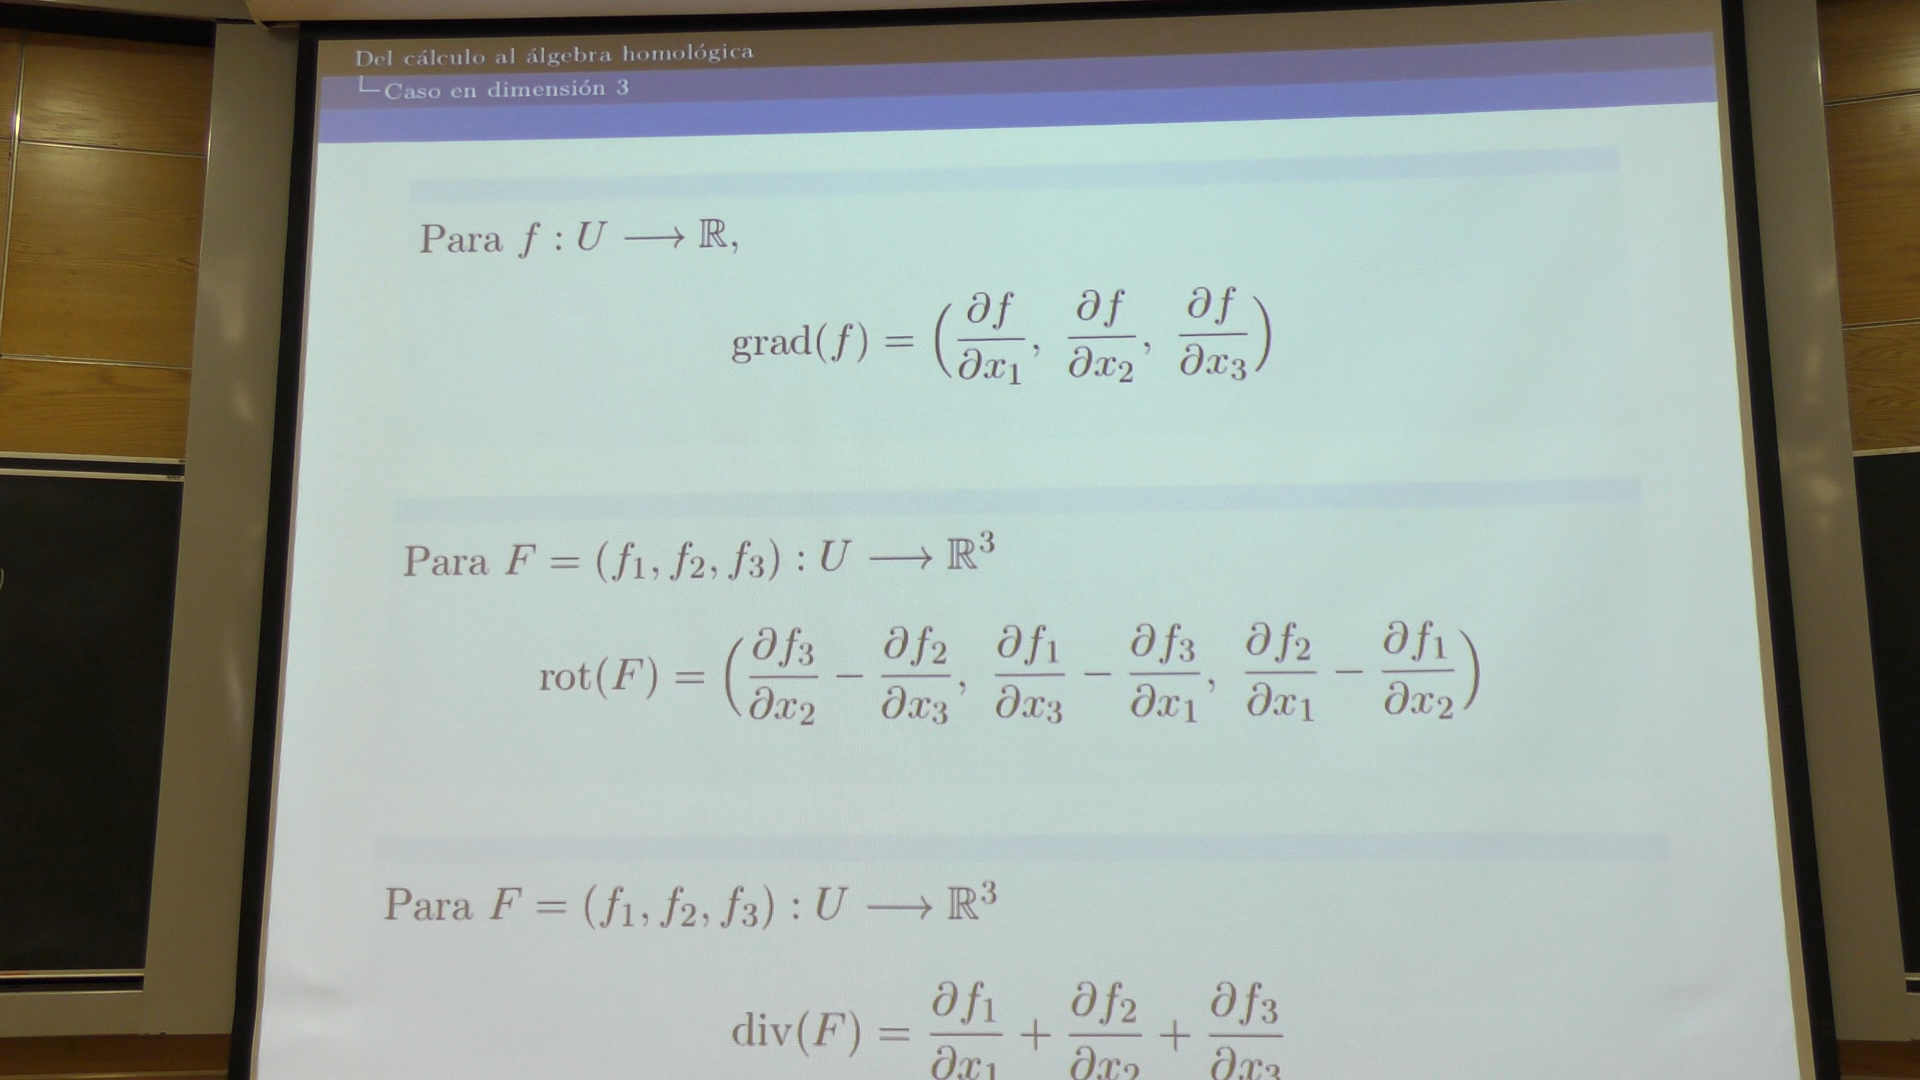 Del cálculo al álgebra homológica
Caso en dimensión 3
Para f : U ⟶ ℝ,
grad(f) = (∂f/∂x₁, ∂f/∂x₂, ∂f/∂x₃)
Para F = (f₁, f₂, f₃) : U ⟶ ℝ³
rot(F) = (∂f₃/∂x₂ − ∂f₂/∂x₃, ∂f₁/∂x₃ − ∂f₃/∂x₁, ∂f₂/∂x₁ − ∂f₁/∂x₂)
Para F = (f₁, f₂, f₃) : U ⟶ ℝ³
div(F) = ∂f₁/∂x₁ + ∂f₂/∂x₂ + ∂f₃/∂x₃